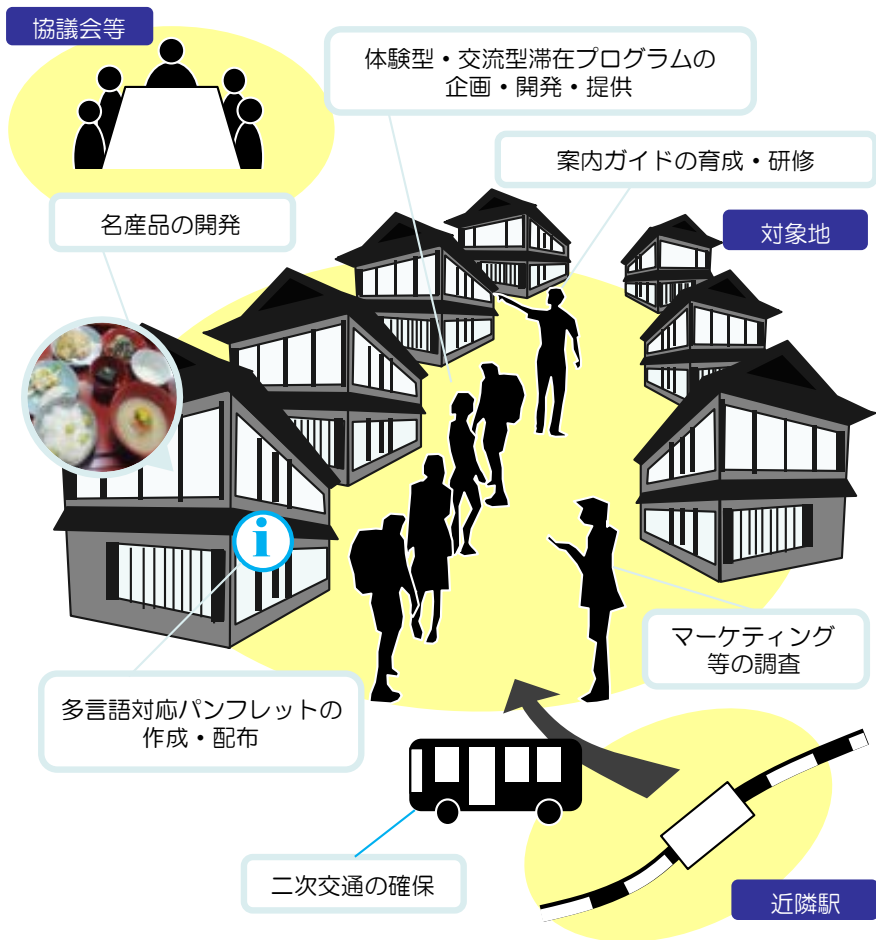 協議会等
体験型・交流型滞在プログラムの
企画・開発・提供
案内ガイドの育成・研修
名産品の開発
対象地
i
マーケティング
等の調査
多言語対応パンフレットの
作成・配布
二次交通の確保
近隣駅